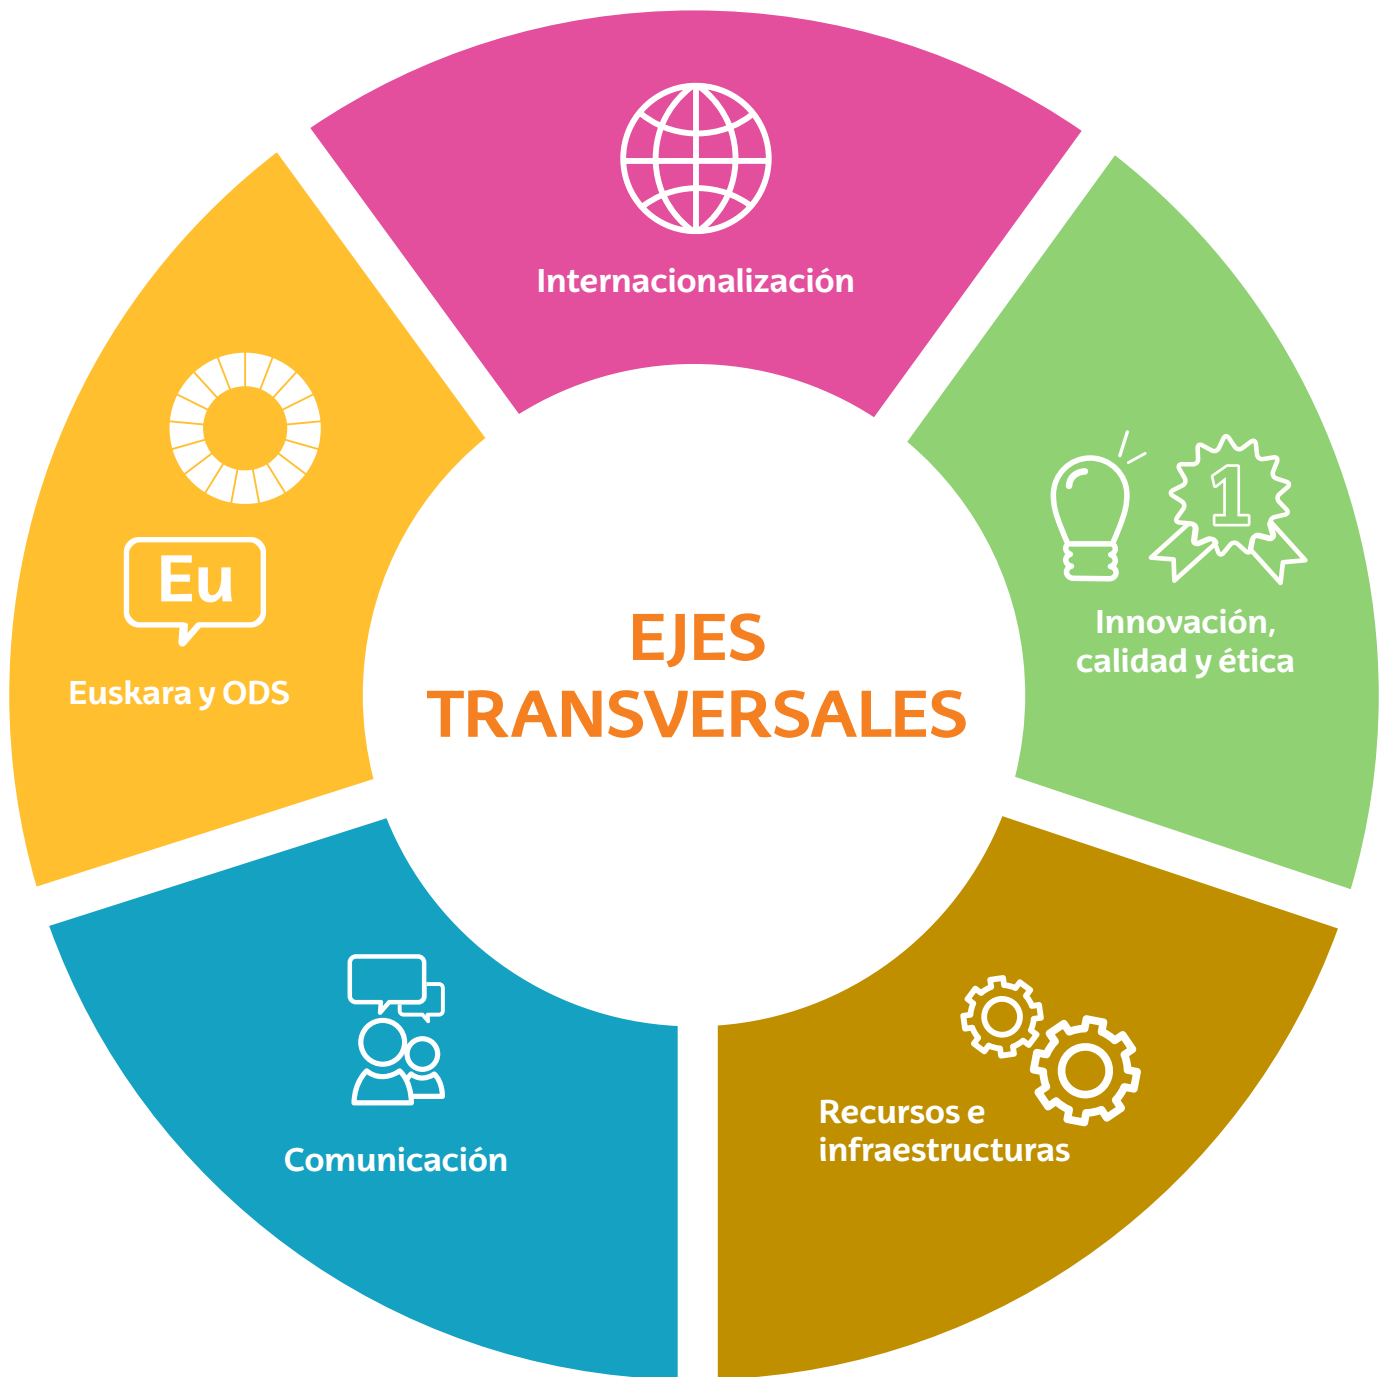 Internacionalización
1
Innovación,
calidad y ética
Eu
Euskara y ODS
EJES
TRANSVERSALES
Recursos e
infraestructuras
Comunicación